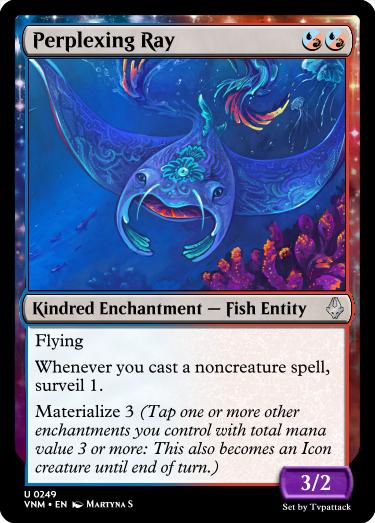 Perplexing Ray
Kindred Enchantment — Fish Entity
Flying
Whenever you cast a noncreature spell,
surveil 1.
Materialize 3 (Tap one or more other
enchantments you control with total mana
value 3 or more: This also becomes an Icon
creature until end of turn.)
3/2
U 0249
VNM • EN Martyna S
Set by Tvpattack